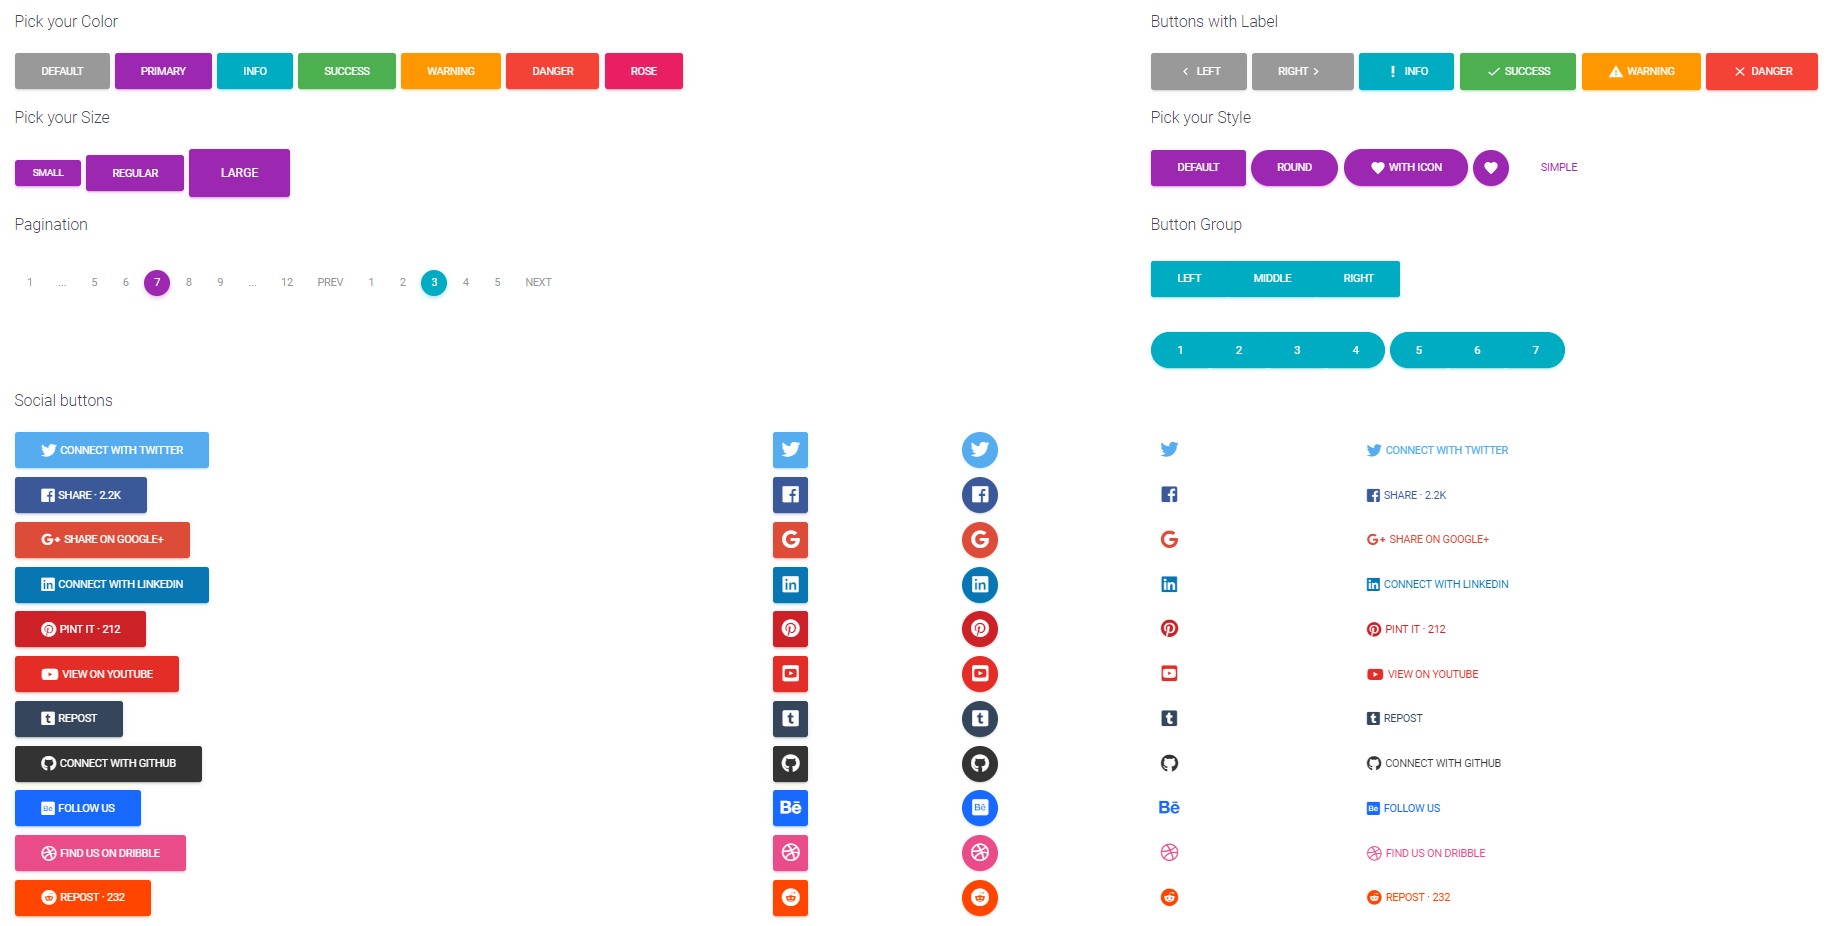 Pick your Color
DEFAULT PRIMARY INFO SUCCESS WARNING DANGER ROSE
Buttons with Label
LEFT RIGHT INFO SUCCESS WARNING DANGER
Pick your Size
SMALL REGULAR LARGE
Pick your Style
DEFAULT ROUND WITH ICON SIMPLE
Pagination
1 ... 5 6 7 8 9 ... 12 PREV 1 2 3 4 5 NEXT
Button Group
LEFT MIDDLE RIGHT
1 2 3 4 5 6 7
Social buttons
CONNECT WITH TWITTER CONNECT WITH TWITTER
SHARE · 2.2K SHARE · 2.2K
SHARE ON GOOGLE+ SHARE ON GOOGLE+
CONNECT WITH LINKEDIN CONNECT WITH LINKEDIN
PINT IT · 212 PINT IT · 212
VIEW ON YOUTUBE VIEW ON YOUTUBE
REPOST REPOST
CONNECT WITH GITHUB CONNECT WITH GITHUB
FOLLOW US FOLLOW US
FIND US ON DRIBBLE FIND US ON DRIBBLE
REPOST · 232 REPOST · 232